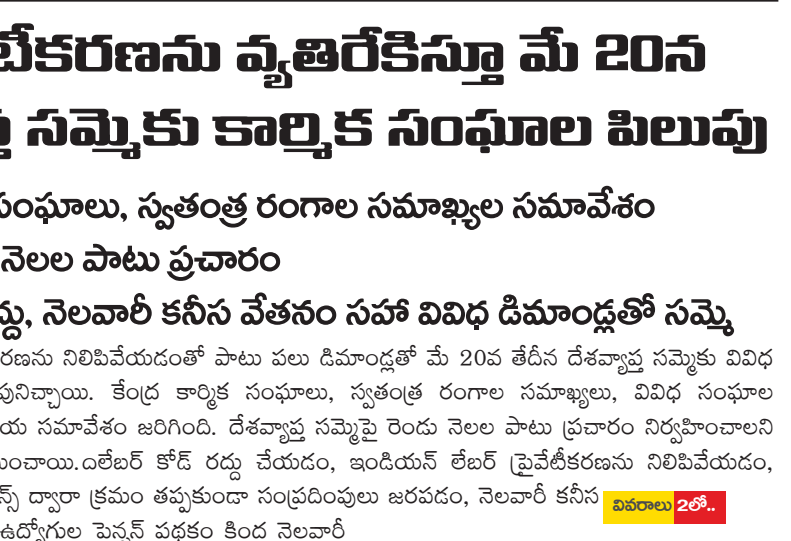 టీకరణను వ్యతిరేకిస్తూ మే 20న
సమ్మెకు కార్మిక సంఘాల పిలుపు
సంఘాలు, స్వతంత్ర రంగాల సమాఖ్యల సమావేశం
నెలల పాటు ప్రచారం
ద్దు, నెలవారీ కనీస వేతనం సహా వివిధ డిమాండ్లతో సమ్మె
రణను నిలిపివేయడంతో పాటు పలు డిమాండ్లతో మే 20వ తేదీన దేశవ్యాప్త సమ్మెకు వివిధ
పునిచ్చాయి. కేంద్ర కార్మిక సంఘాలు, స్వతంత్ర రంగాల సమాఖ్యలు, వివిధ సంఘాల
య సమావేశం జరిగింది. దేశవ్యాప్త సమ్మెపై రెండు నెలల పాటు ప్రచారం నిర్వహించాలని
ంచాయి.దలేబర్ కోడ్ రద్దు చేయడం, ఇండియన్ లేబర్ ప్రైవేటీకరణను నిలిపివేయడం,
న్స్ ద్వారా క్రమం తప్పకుండా సంప్రదింపులు జరపడం, నెలవారీ కనీస
వివరాలు 2లో..
ఉద్యోగుల పెన్షన్ పథకం కింద నెలవారీ